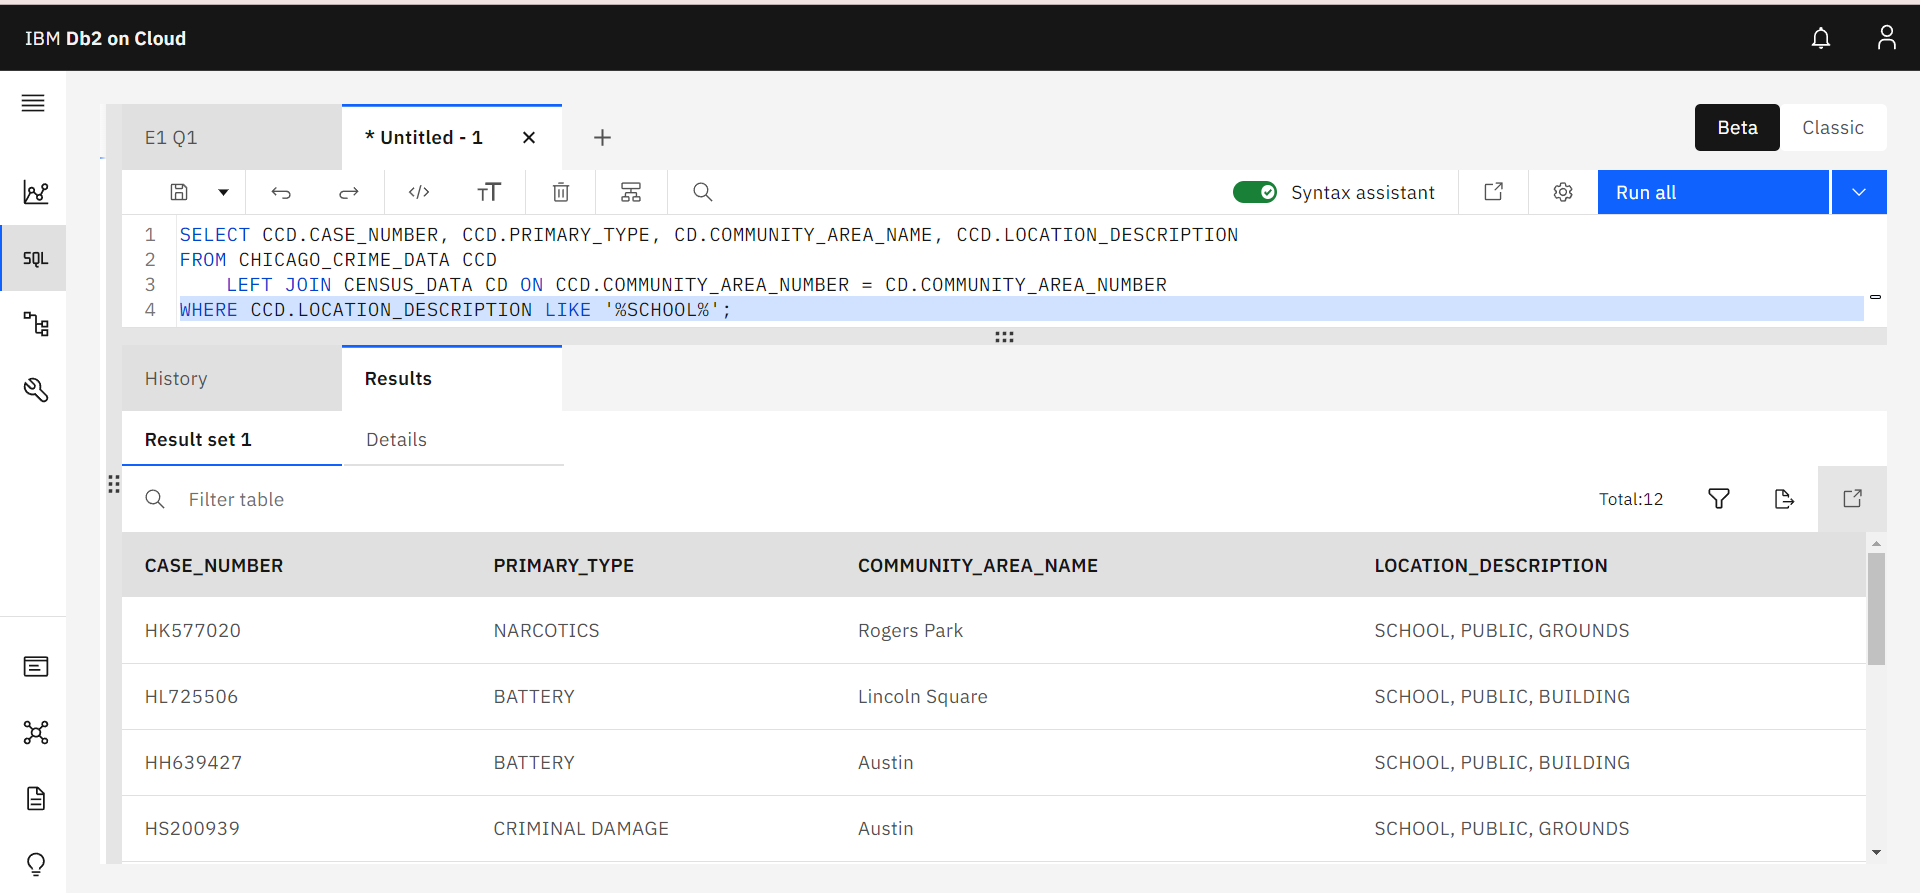 IBM Db2 on Cloud
E1 Q1
* Untitled - 1
Beta
Classic
Syntax assistant
Run all
SQL
1 SELECT CCD.CASE_NUMBER, CCD.PRIMARY_TYPE, CD.COMMUNITY_AREA_NAME, CCD.LOCATION_DESCRIPTION
2 FROM CHICAGO_CRIME_DATA CCD
3 LEFT JOIN CENSUS_DATA CD ON CCD.COMMUNITY_AREA_NUMBER = CD.COMMUNITY_AREA_NUMBER
4 WHERE CCD.LOCATION_DESCRIPTION LIKE '%SCHOOL%';
History
Results
Result set 1
Details
Filter table
Total:12
CASE_NUMBER PRIMARY_TYPE COMMUNITY_AREA_NAME LOCATION_DESCRIPTION
HK577020 NARCOTICS Rogers Park SCHOOL, PUBLIC, GROUNDS
HL725506 BATTERY Lincoln Square SCHOOL, PUBLIC, BUILDING
HH639427 BATTERY Austin SCHOOL, PUBLIC, BUILDING
HS200939 CRIMINAL DAMAGE Austin SCHOOL, PUBLIC, GROUNDS